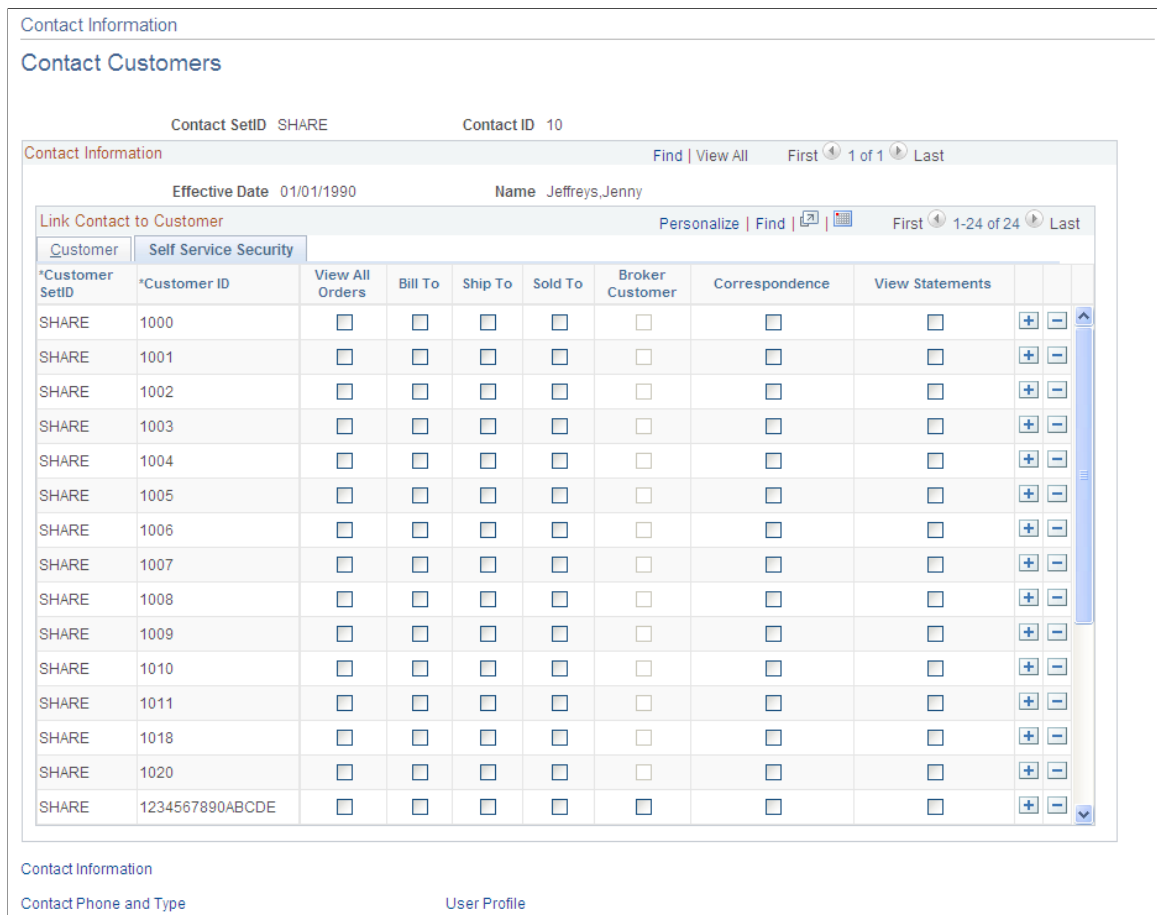 Contact Information
Contact Customers
Contact SetID SHARE Contact ID 10
Contact Information Find | View All First 1 of 1 Last
Effective Date 01/01/1990 Name Jeffreys,Jenny
Link Contact to Customer Personalize | Find | | First 1-24 of 24 Last
Customer Self Service Security
*Customer SetID *Customer ID View All Orders Bill To Ship To Sold To Broker Customer Correspondence View Statements
SHARE 1000
SHARE 1001
SHARE 1002
SHARE 1003
SHARE 1004
SHARE 1005
SHARE 1006
SHARE 1007
SHARE 1008
SHARE 1009
SHARE 1010
SHARE 1011
SHARE 1018
SHARE 1020
SHARE 1234567890ABCDE
Contact Information
Contact Phone and Type User Profile